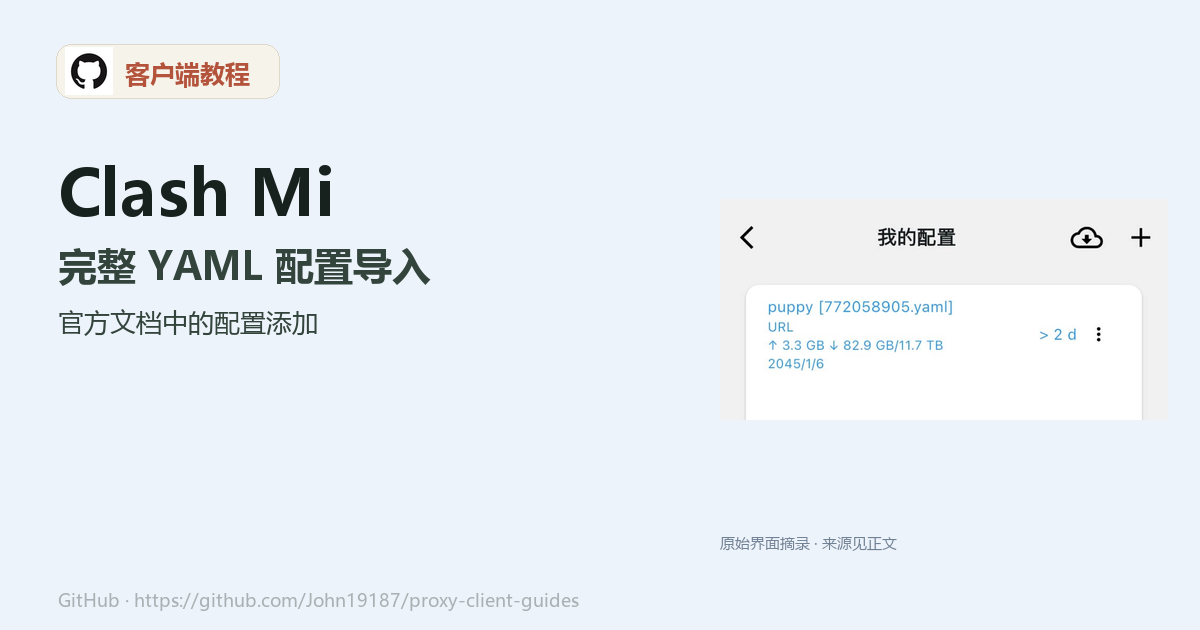 客户端教程
Clash Mi
完整 YAML 配置导入
官方文档中的配置添加
我的配置
puppy [772058905.yaml]
URL
↑ 3.3 GB ↓ 82.9 GB/11.7 TB
2045/1/6
> 2 d
原始界面摘录 · 来源见正文
GitHub · https://github.com/John19187/proxy-client-guides